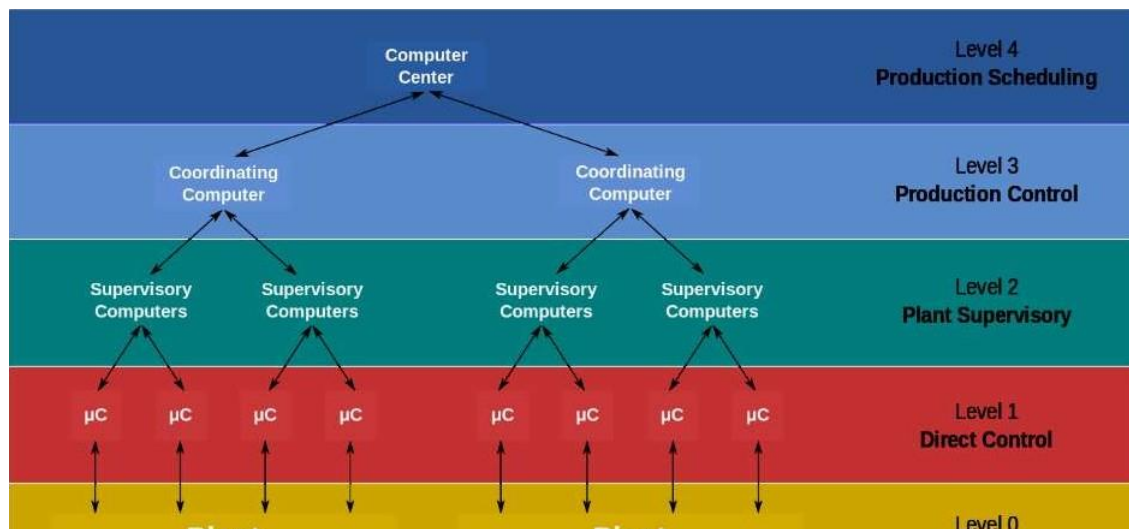 Computer
Center
Level 4
Production Scheduling
Coordinating
Computer
Coordinating
Computer
Level 3
Production Control
Supervisory
Computers
Supervisory
Computers
Supervisory
Computers
Supervisory
Computers
Level 2
Plant Supervisory
µC
µC
µC
µC
µC
µC
µC
µC
Level 1
Direct Control
Level 0